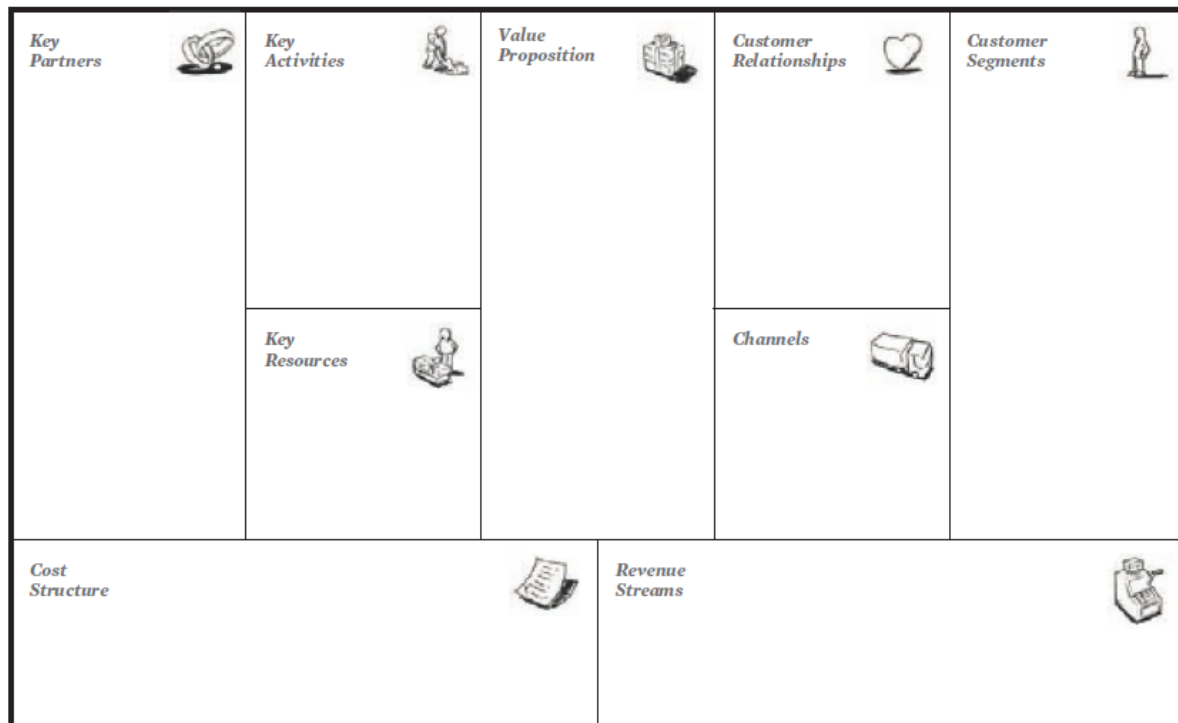 Key
Partners
Key
Activities
Value
Proposition
Customer
Relationships
Customer
Segments
Key
Resources
Channels
Cost
Structure
Revenue
Streams